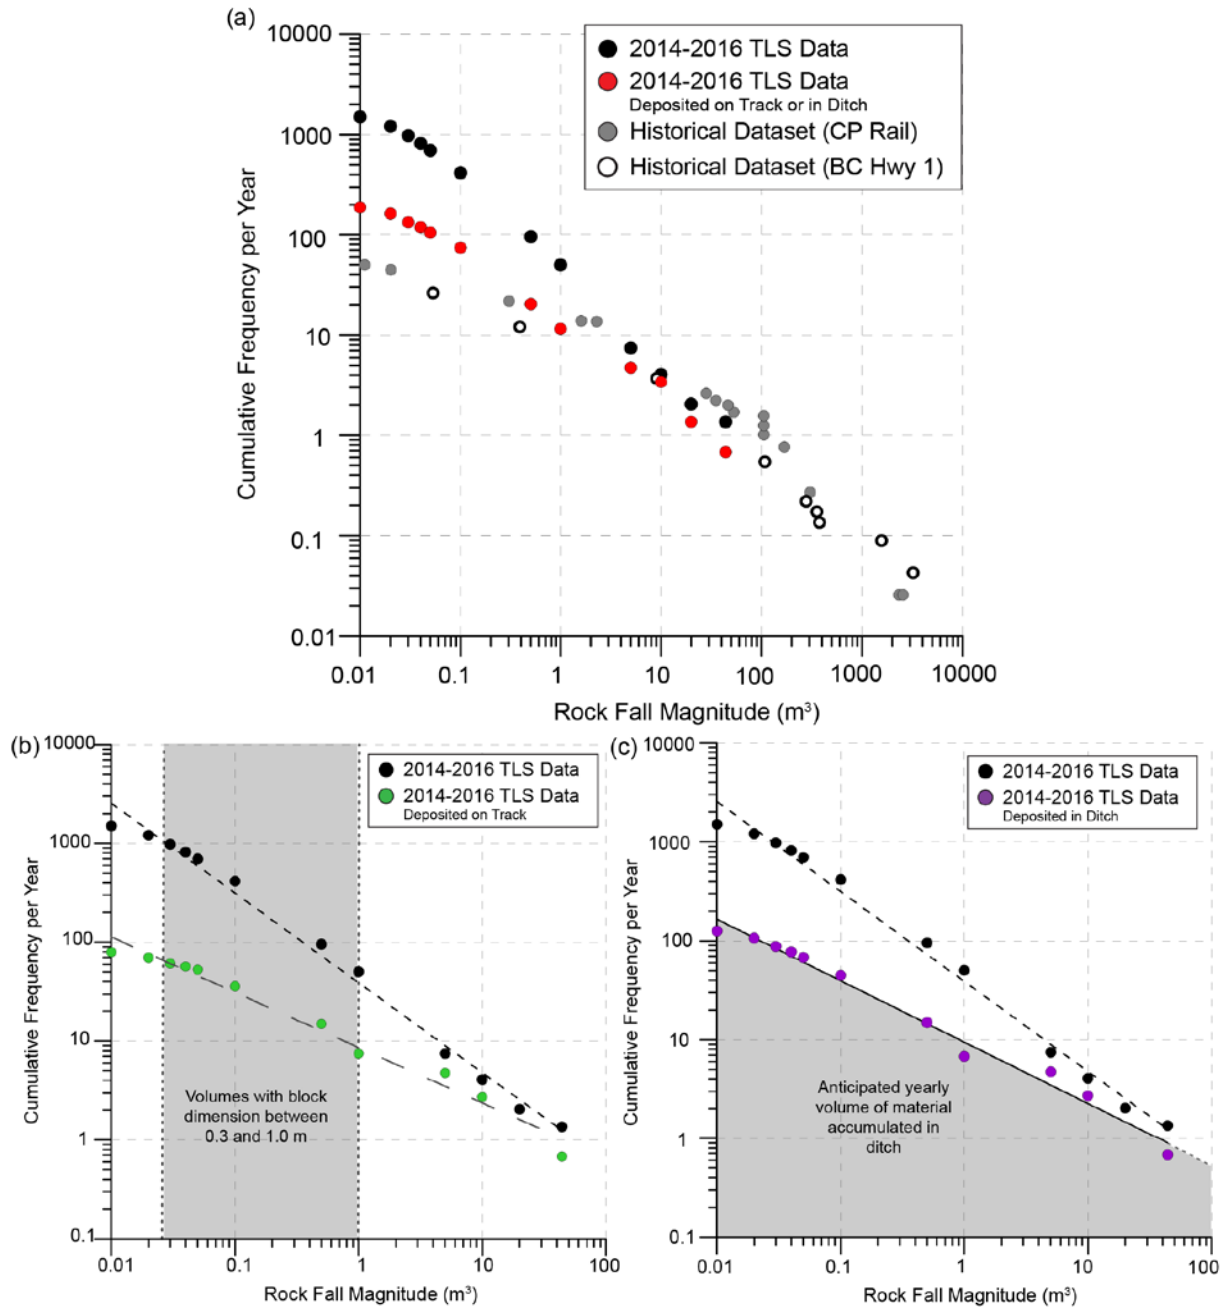 (a)
10000
1000
100
10
1
0.1
0.01
Cumulative Frequency per Year
2014-2016 TLS Data
2014-2016 TLS Data
Deposited on Track or in Ditch
Historical Dataset (CP Rail)
Historical Dataset (BC Hwy 1)
0.01 0.1 1 10 100 1000 10000
Rock Fall Magnitude (m³)
(b)
10000
1000
100
10
1
0.1
Cumulative Frequency per Year
2014-2016 TLS Data
2014-2016 TLS Data
Deposited on Track
Volumes with block
dimension between
0.3 and 1.0 m
0.01 0.1 1 10 100
Rock Fall Magnitude (m³)
(c)
10000
1000
100
10
1
0.1
Cumulative Frequency per Year
2014-2016 TLS Data
2014-2016 TLS Data
Deposited in Ditch
Anticipated yearly
volume of material
accumulated in
ditch
0.01 0.1 1 10 100
Rock Fall Magnitude (m³)